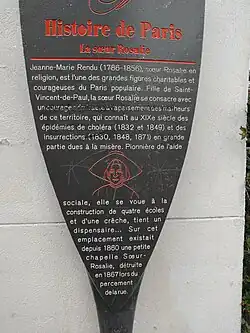 Histoire de Paris
La sœur Rosalie
Jeanne-Marie Rendu (1786-1856), sœur Rosalie en
religion, est l'une des grandes figures charitables et
courageuses du Paris populaire. Fille de Saint-
Vincent-de-Paul, la sœur Rosalie se consacre avec
un courage
de ce territoire, qui connaît au XIXe siècle des
épidémies de choléra (1832 et 1849) et des
insurrections (1830, 1848, 1871) en grande
partie dues à la misère. Pionnière de l'aide
sociale, elle se voue à la
construction de quatre écoles
et d'une crèche, tient un
dispensaire... Sur cet
emplacement existait
depuis 1860 une petite
chapelle Sœur-
Rosalie, détruite
en 1867 lors du
percement
de la rue.